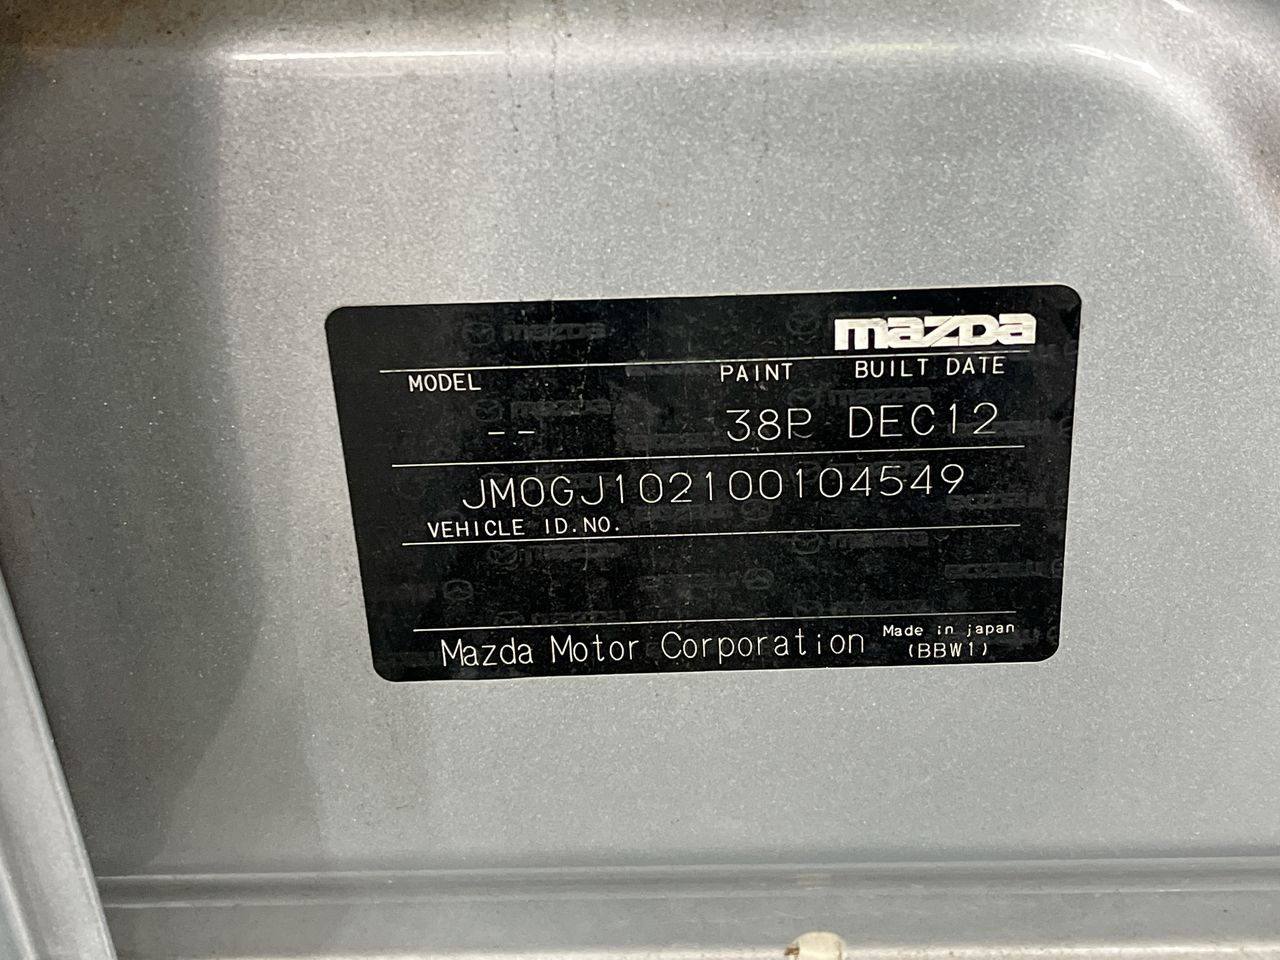 mazda
MODEL PAINT BUILT DATE
-- 38P DEC12
JM0GJ102100104549
VEHICLE ID.NO.
Mazda Motor Corporation Made in japan
(BBW1)